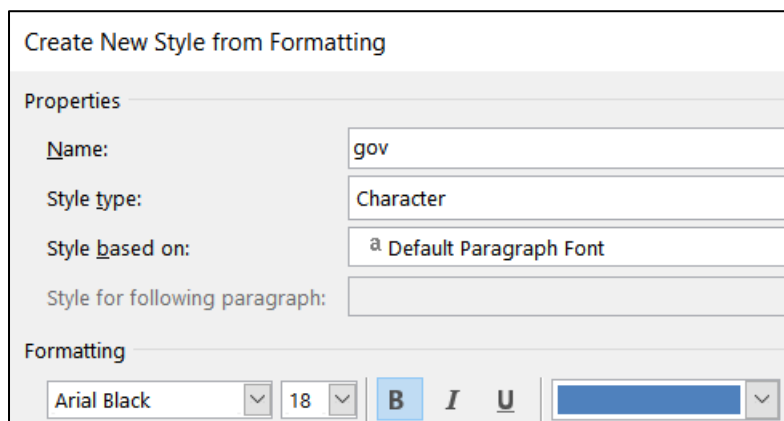 Create New Style from Formatting
Properties
Name: gov
Style type: Character
Style based on: a Default Paragraph Font
Style for following paragraph:
Formatting
Arial Black 18 B I U